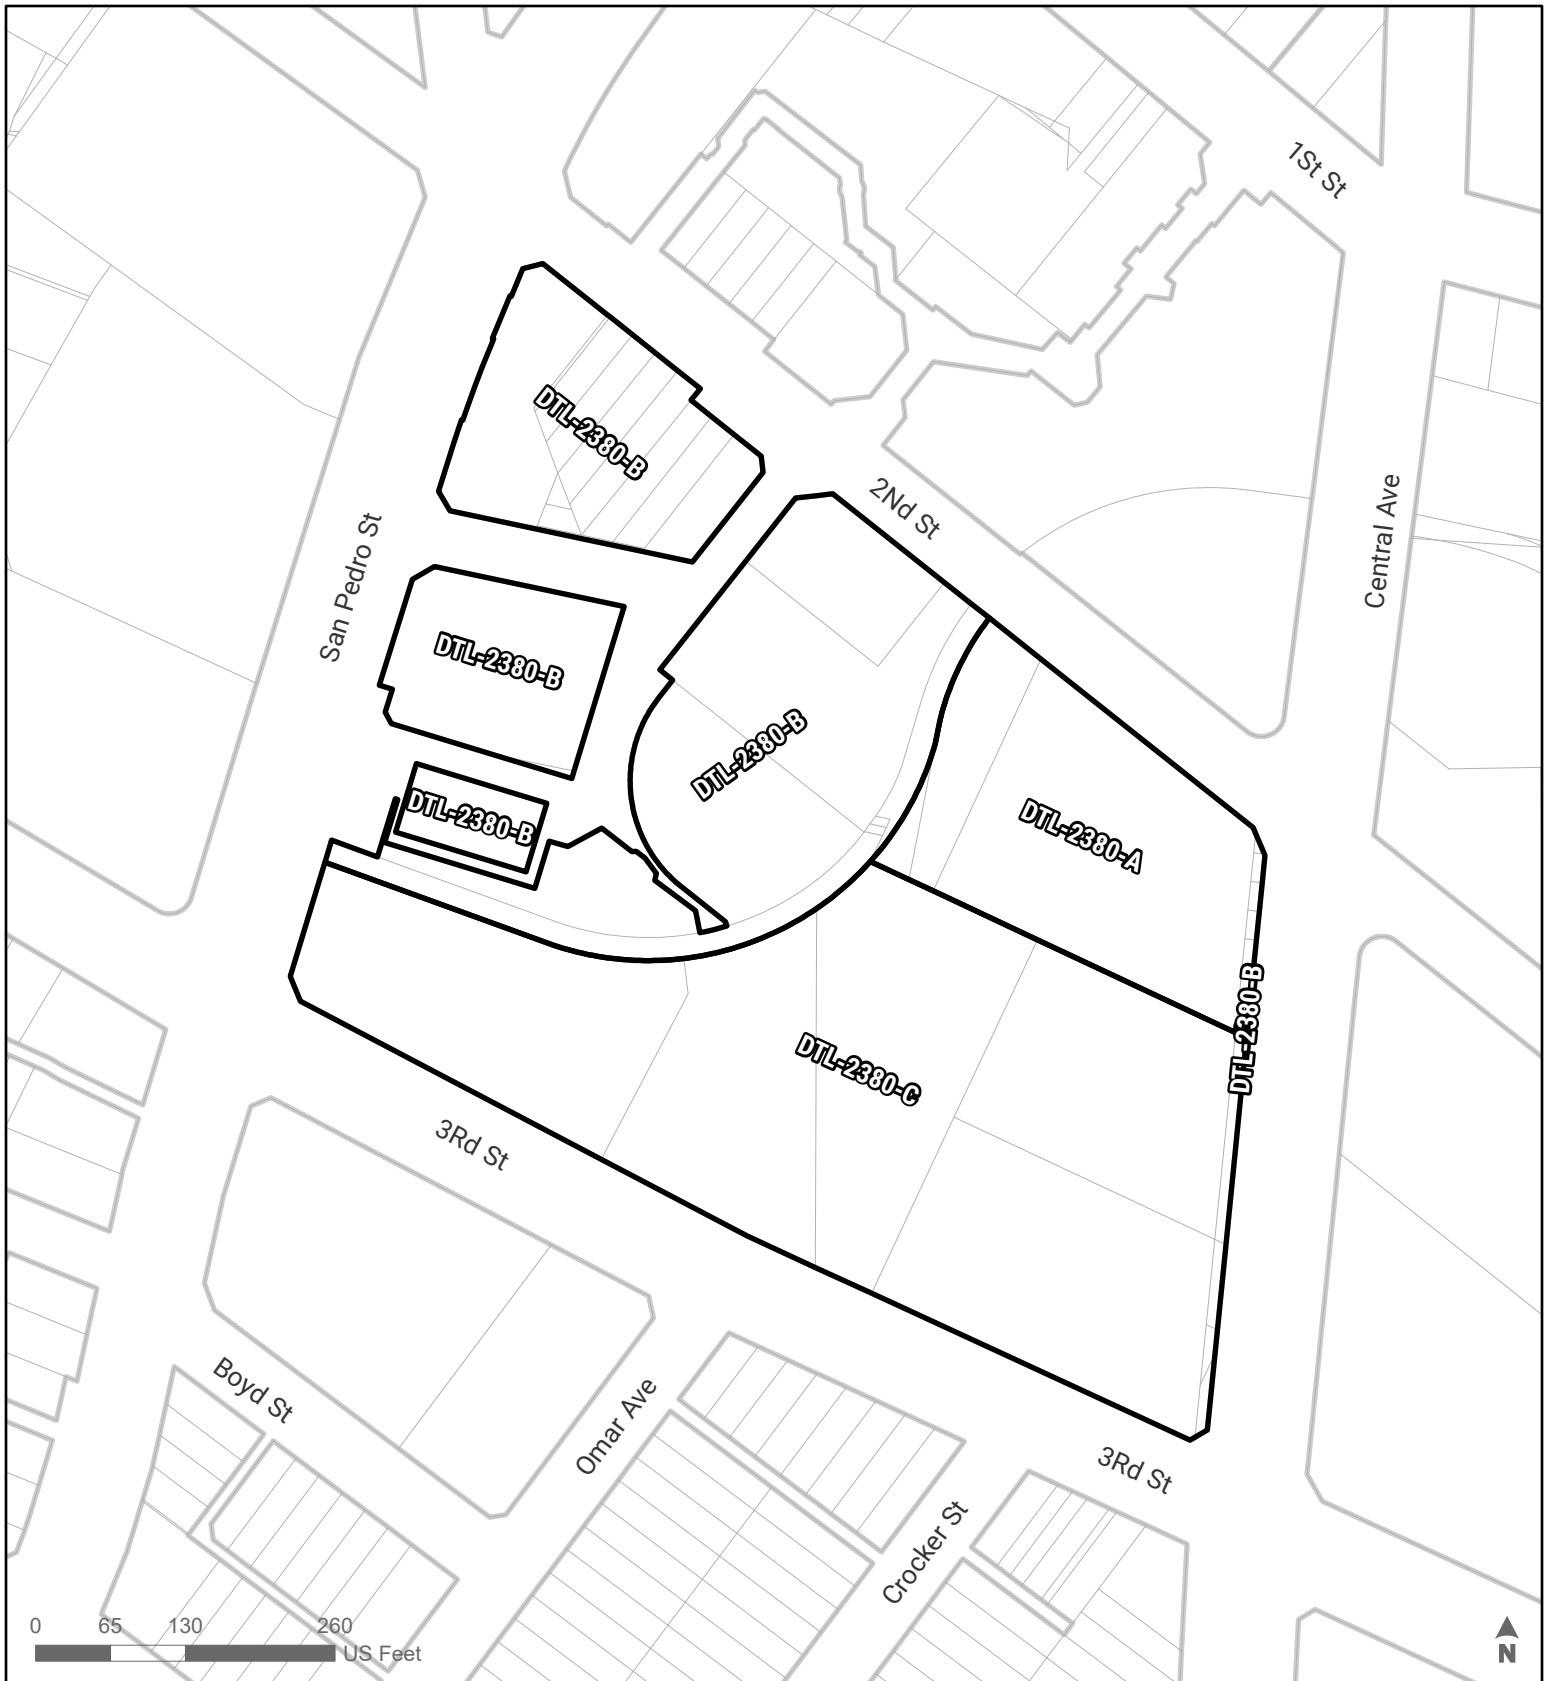 1St St
DTL-2380-B
2Nd St
Central Ave
San Pedro St
DTL-2380-B
DTL-2380-B
DTL-2380-B
DTL-2380-A
DTL-2380-B
DTL-2380-C
3Rd St
Boyd St
Omar Ave
3Rd St
Crocker St
0 65 130 260
US Feet
N